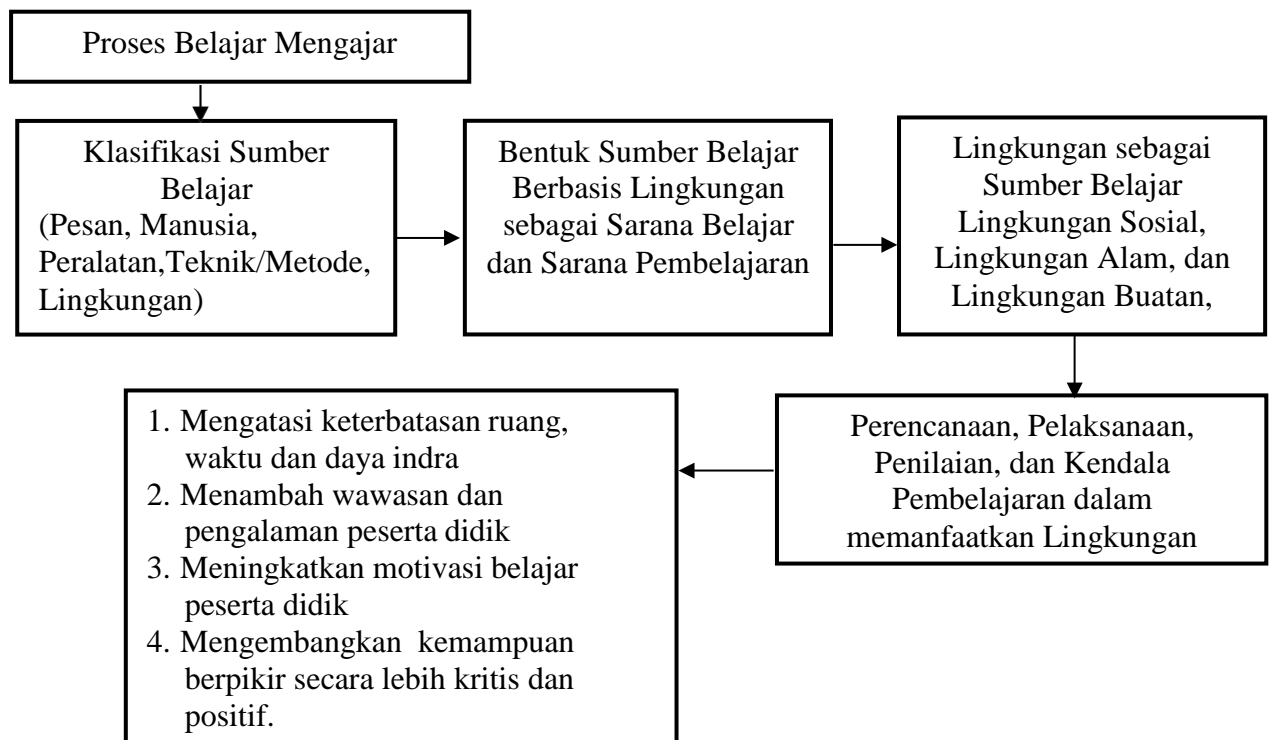 Proses Belajar Mengajar
Klasifikasi Sumber
Belajar
(Pesan, Manusia,
Peralatan,Teknik/Metode,
Lingkungan)
Bentuk Sumber Belajar
Berbasis Lingkungan
sebagai Sarana Belajar
dan Sarana Pembelajaran
Lingkungan sebagai
Sumber Belajar
Lingkungan Sosial,
Lingkungan Alam, dan
Lingkungan Buatan,
Perencanaan, Pelaksanaan,
Penilaian, dan Kendala
Pembelajaran dalam
memanfaatkan Lingkungan
1. Mengatasi keterbatasan ruang,
waktu dan daya indra
2. Menambah wawasan dan
pengalaman peserta didik
3. Meningkatkan motivasi belajar
peserta didik
4. Mengembangkan kemampuan
berpikir secara lebih kritis dan
positif.